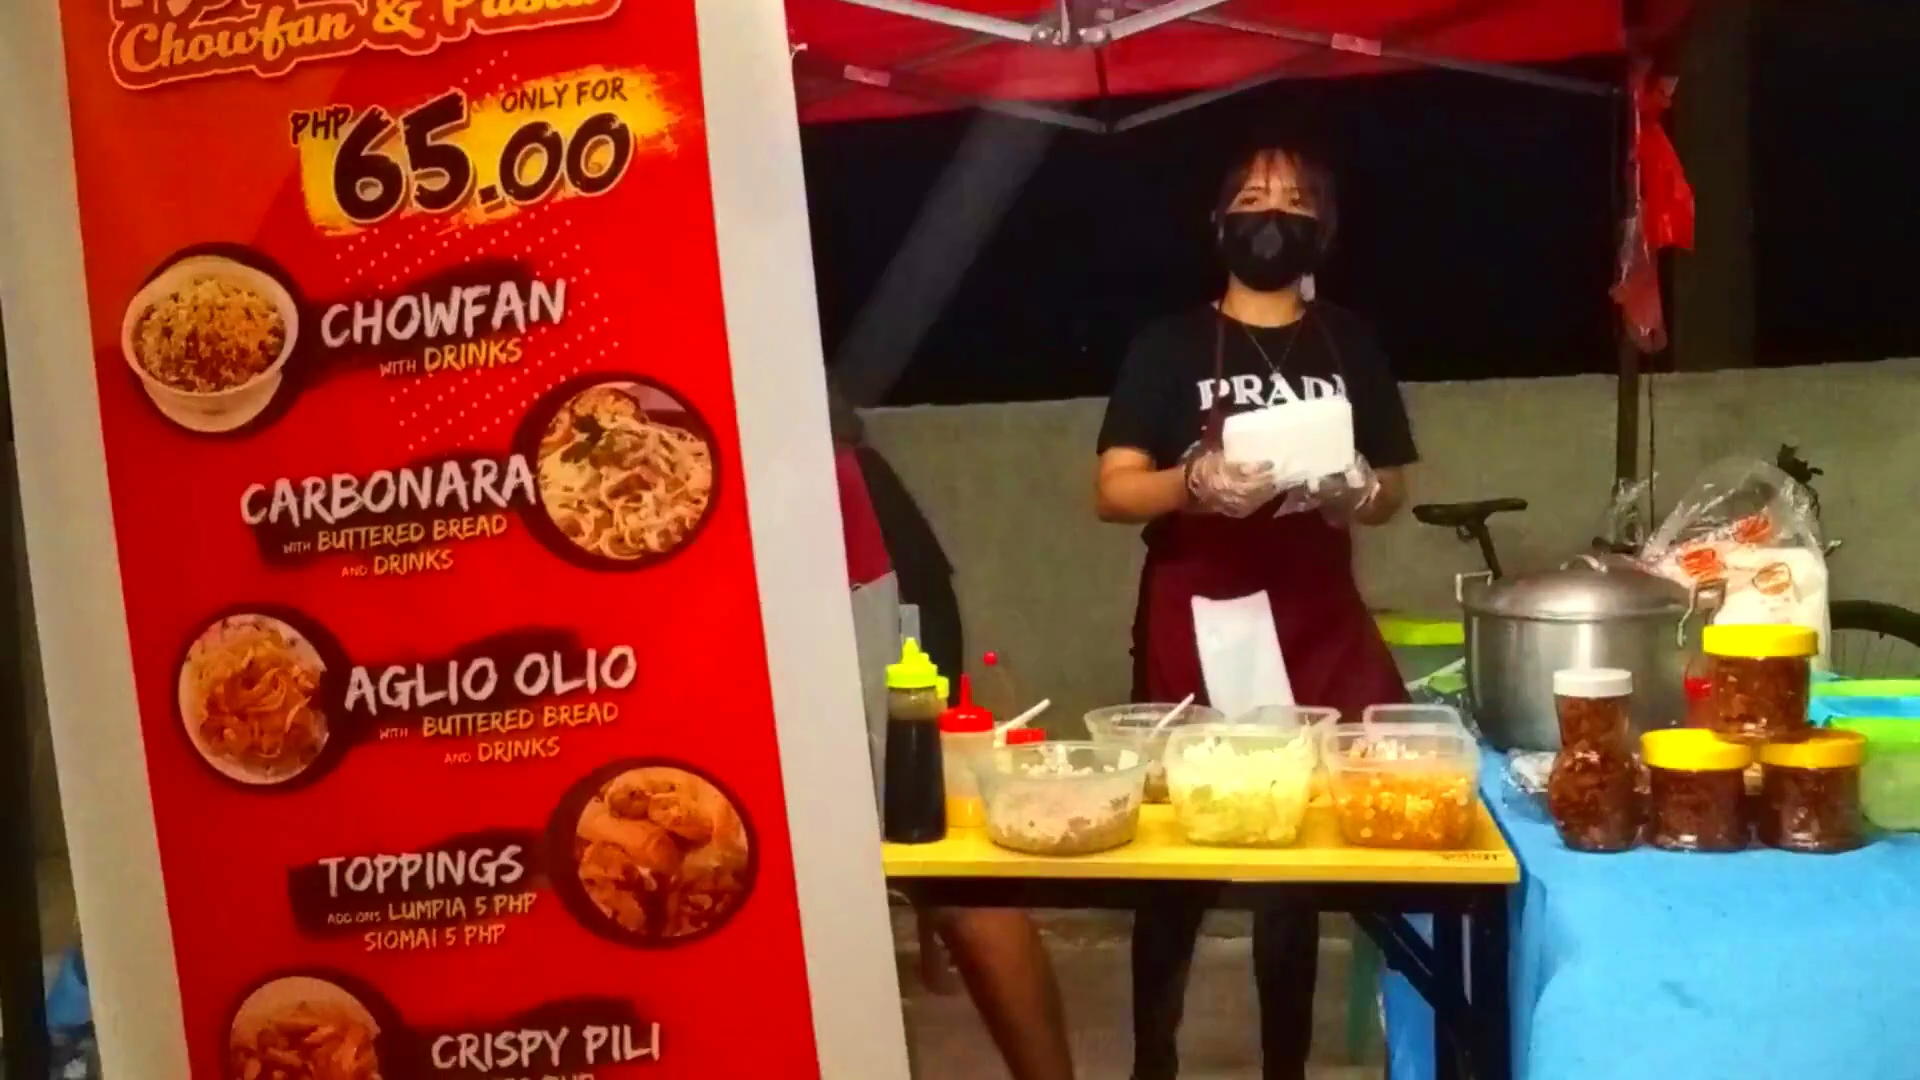 Chowfan & Pasta
ONLY FOR
PHP 65.00
CHOWFAN
WITH DRINKS
CARBONARA
WITH BUTTERED BREAD
AND DRINKS
AGLIO OLIO
WITH BUTTERED BREAD
AND DRINKS
TOPPINGS
ADD ONS LUMPIA 5 PHP
SIOMAI 5 PHP
CRISPY PILI
PRADA